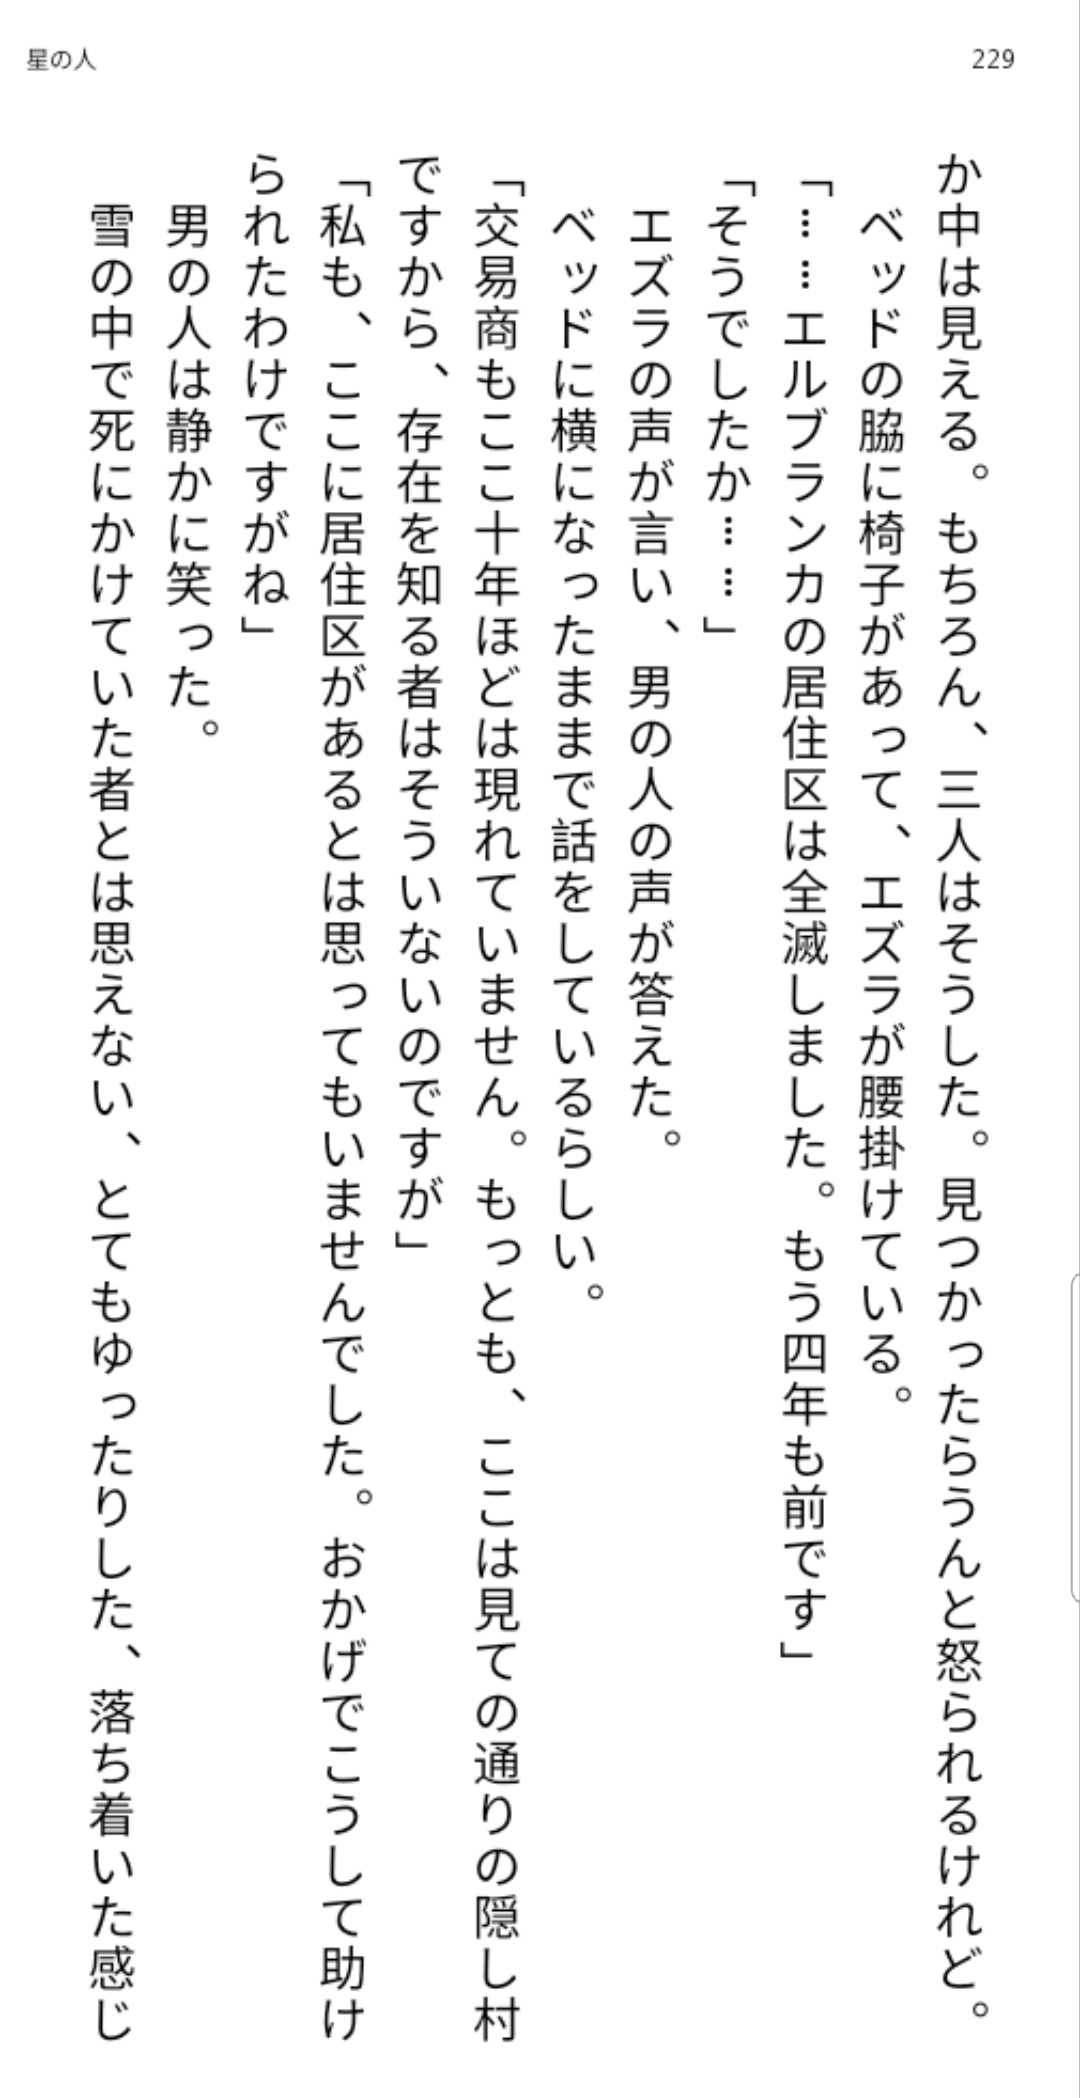 星の人
229
か中は見える。もちろん、三人はそうした。見つかったらうんと怒られるけれど。
　ベッドの脇に椅子があって、エズラが腰掛けている。
「……エルブランカの居住区は全滅しました。もう四年も前です」
「そうでしたか……」
　エズラの声が言い、男の人の声が答えた。
　ベッドに横になったままで話をしているらしい。
「交易商もここ十年ほどは現れていません。もっとも、ここは見ての通りの隠し村
ですから、存在を知る者はそういないのですが」
「私も、ここに居住区があるとは思ってもいませんでした。おかげでこうして助け
られたわけですがね」
　男の人は静かに笑った。
　雪の中で死にかけていた者とは思えない、とてもゆったりした、落ち着いた感じ